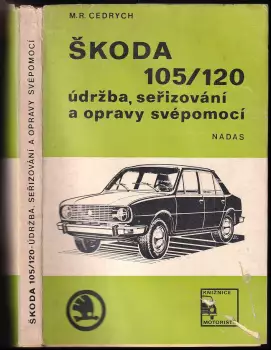 ŠKODA 105/120 - ÚDRŽBA, SEŘIZOVÁNÍ A OPRAVY SVÉPOMOCÍ
M. R. CEDRYCH
ŠKODA
105/120
údržba, seřizování
a opravy svépomocí
NADAS
KNIŽNICE
MOTORISTY